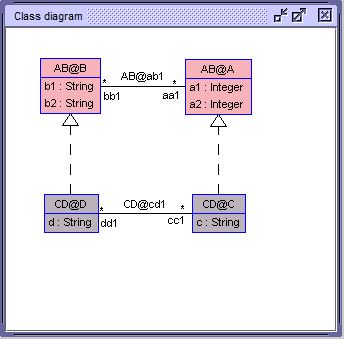 Class diagram
AB@B
b1 : String
b2 : String
AB@ab1
*
*
bb1
aa1
AB@A
a1 : Integer
a2 : Integer
CD@D
d : String
CD@cd1
*
*
dd1
cc1
CD@C
c : String